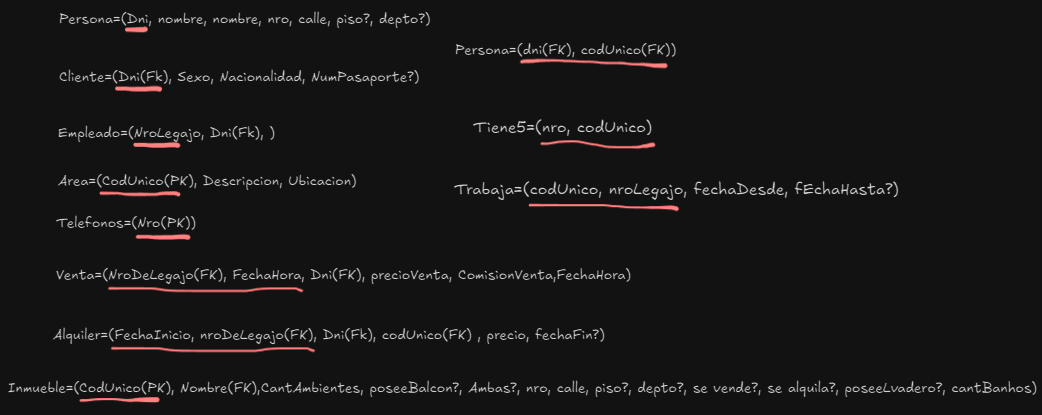 Persona=(Dni, nombre, nombre, nro, calle, piso?, depto?)
Persona=(dni(FK), codUnico(FK))
Cliente=(Dni(Fk), Sexo, Nacionalidad, NumPasaporte?)
Empleado=(NroLegajo, Dni(Fk), )
Tiene5=(nro, codUnico)
Area=(CodUnico(PK), Descripcion, Ubicacion)
Trabaja=(codUnico, nroLegajo, fechaDesde, fEchaHasta?)
Telefonos=(Nro(PK))
Venta=(NroDeLegajo(FK), FechaHora, Dni(FK), precioVenta, ComisionVenta,FechaHora)
Alquiler=(FechaInicio, nroDeLegajo(FK), Dni(Fk), codUnico(FK) , precio, fechaFin?)
Inmueble=(CodUnico(PK), Nombre(FK),CantAmbientes, poseeBalcon?, Ambas?, nro, calle, piso?, depto?, se vende?, se alquila?, poseeLvadero?, cantBanhos)